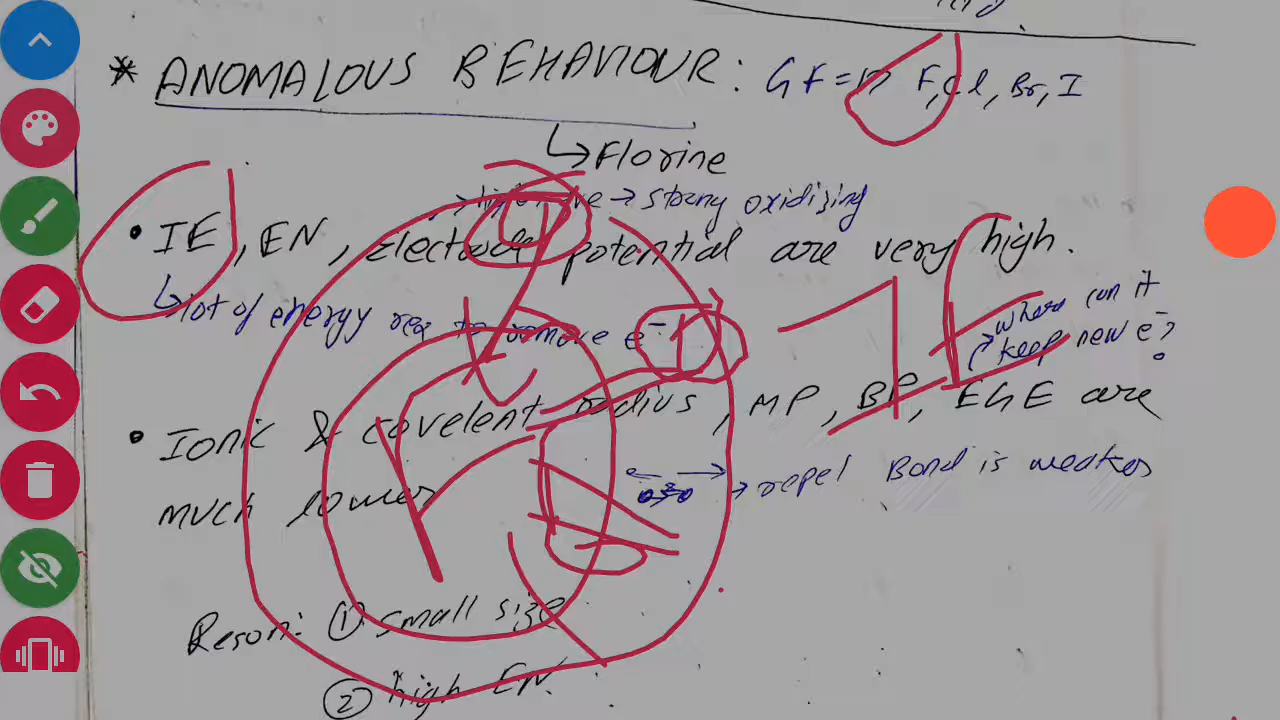 * ANOMALOUS BEHAVIOUR: GF=17 F, Cl, Br, I
↳ Florine
→ strong oxidizing
• IE, EN, Electrode potential are very high.
↳ lot of energy req to remove e⁻
where can it
keep new e⁻?
• Ionic & covelent radius, MP, BP, EGE are
much lower
→ repel Bond is weaker
Reson: ① small size
② high EN.